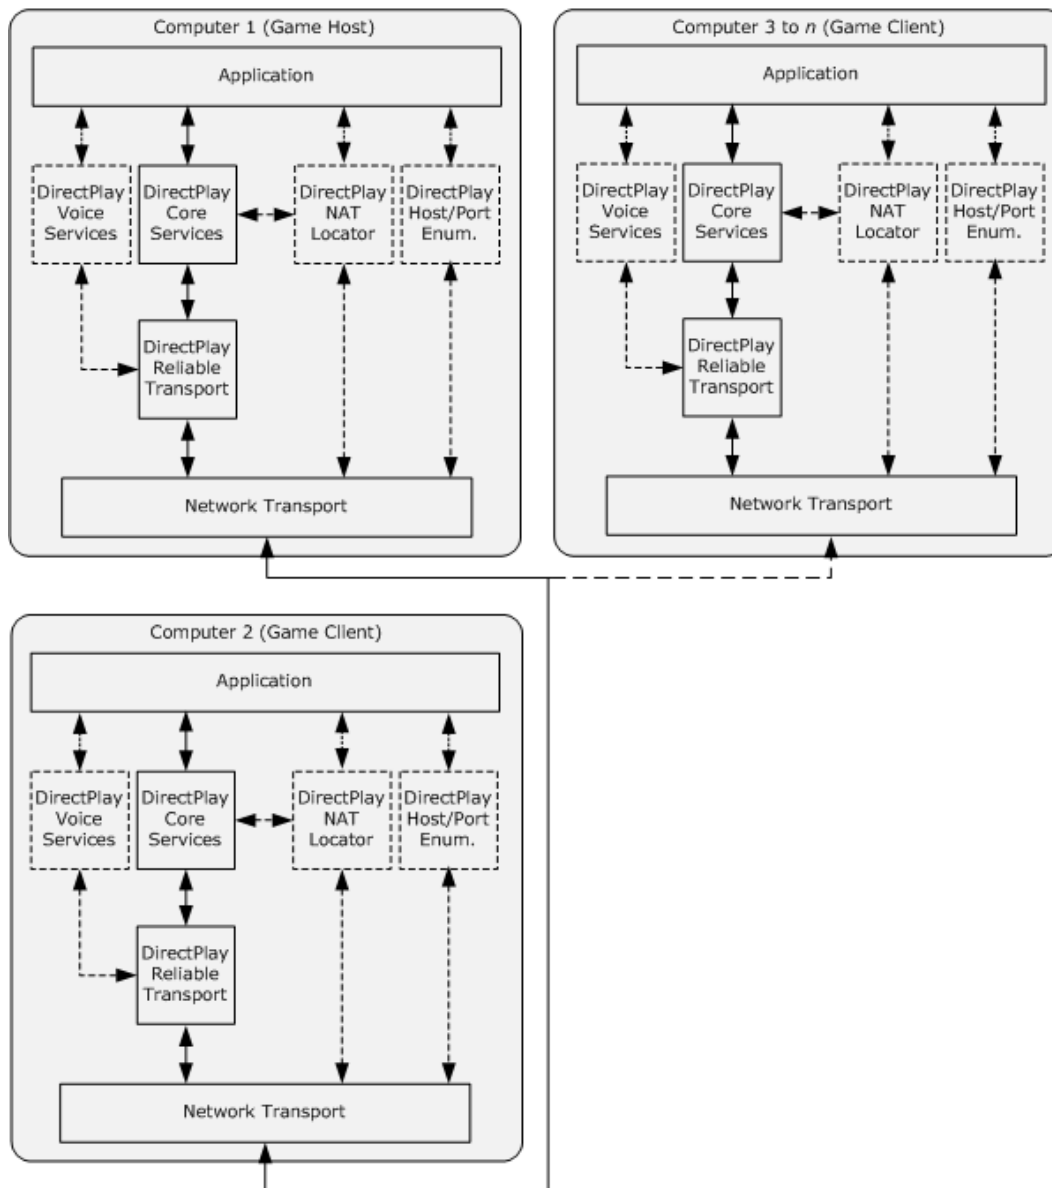 Computer 1 (Game Host)
Application
DirectPlay
Voice
Services
DirectPlay
Core
Services
DirectPlay
NAT
Locator
DirectPlay
Host/Port
Enum.
DirectPlay
Reliable
Transport
Network Transport
Computer 3 to n (Game Client)
Application
DirectPlay
Voice
Services
DirectPlay
Core
Services
DirectPlay
NAT
Locator
DirectPlay
Host/Port
Enum.
DirectPlay
Reliable
Transport
Network Transport
Computer 2 (Game Client)
Application
DirectPlay
Voice
Services
DirectPlay
Core
Services
DirectPlay
NAT
Locator
DirectPlay
Host/Port
Enum.
DirectPlay
Reliable
Transport
Network Transport